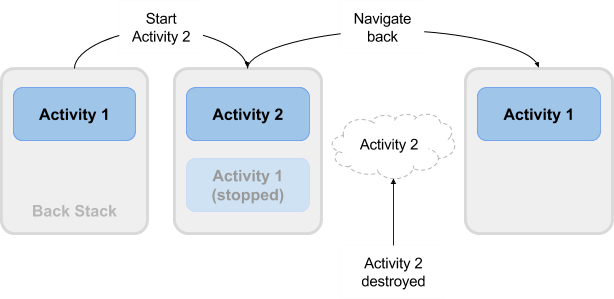 Start
Activity 2
Navigate
back
Activity 1
Back Stack
Activity 2
Activity 1
(stopped)
Activity 2
Activity 2
destroyed
Activity 1